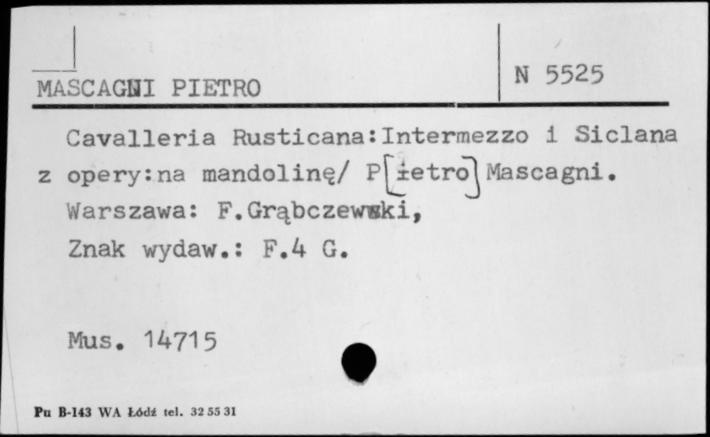 MASCAGNI PIETRO
N 5525
Cavalleria Rusticana:Intermezzo i Siclana
z opery:na mandolinę/ P[ietro] Mascagni.
Warszawa: F.Grąbczewski,
Znak wydaw.: F.4 G.
Mus. 14715
Pu B-143 WA Łódź tel. 32 55 31